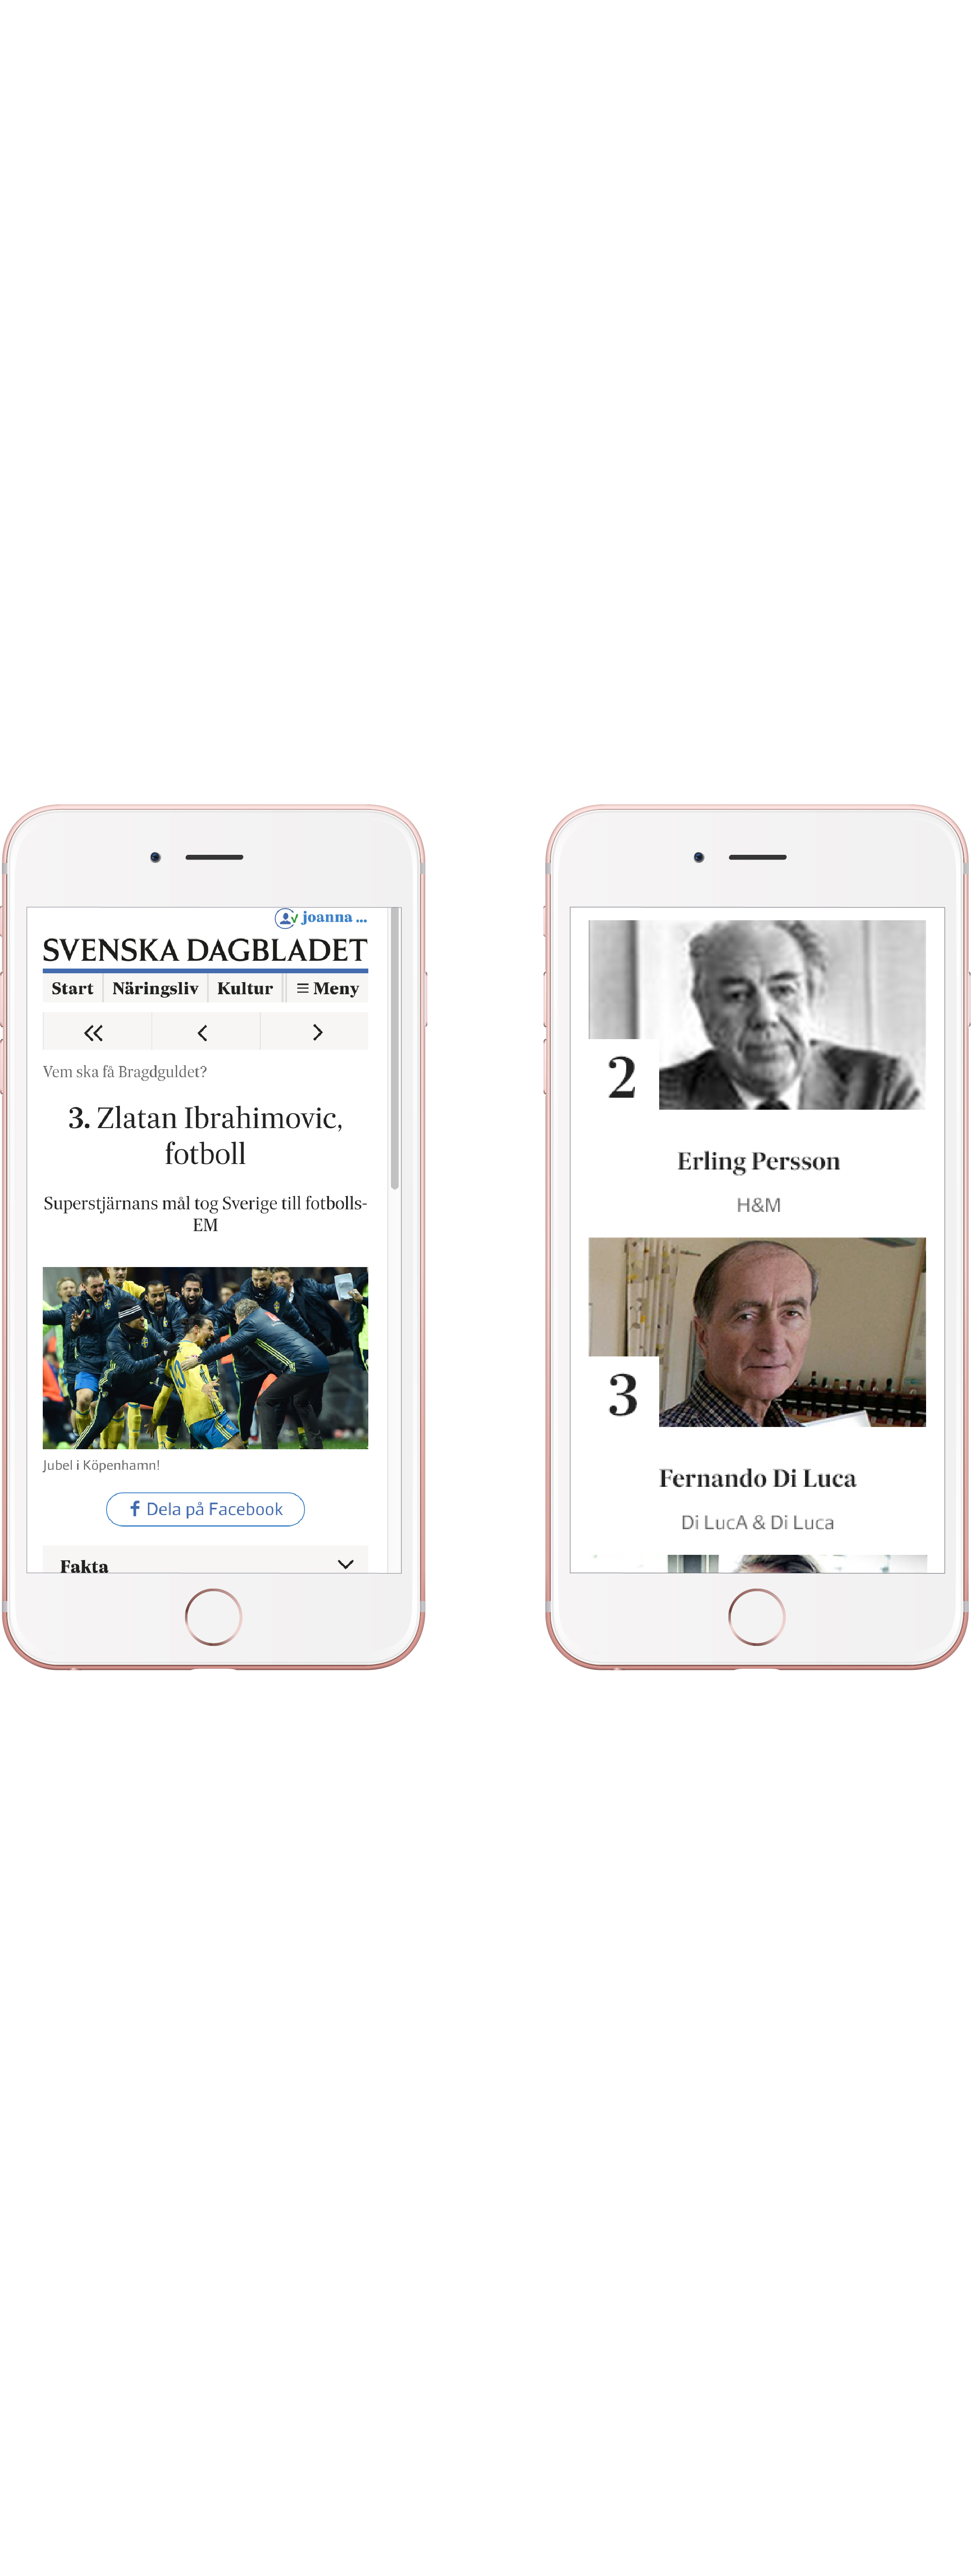 joanna ...
SVENSKA DAGBLADET
Start Näringsliv Kultur Meny
Vem ska få Bragdguldet?
3. Zlatan Ibrahimovic,
fotboll
Superstjärnans mål tog Sverige till fotbolls-
EM
Jubel i Köpenhamn!
Dela på Facebook
Fakta
2
Erling Persson
H&M
3
Fernando Di Luca
Di LucA & Di Luca